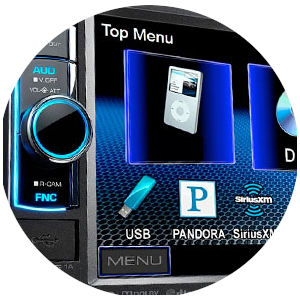 Top Menu
AUD
■ V.OFF
VOL ATT
■ R-CAM
FNC
D
P
SiriusXM
USB
PANDORA
SiriusXM
MENU